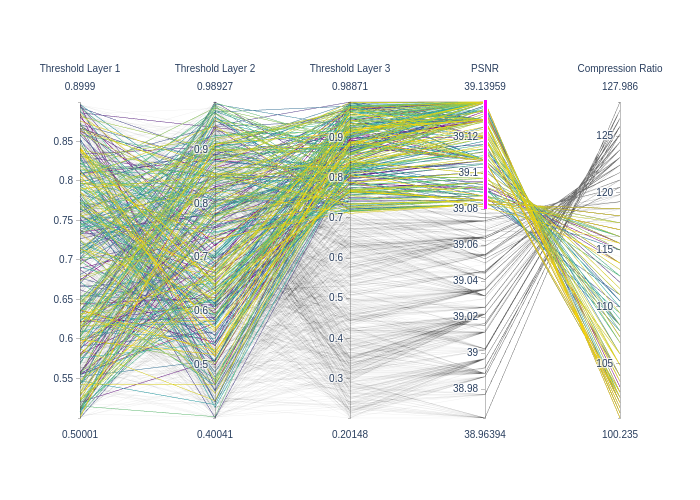 Threshold Layer 1 Threshold Layer 2 Threshold Layer 3 PSNR Compression Ratio
0.8999 0.98927 0.98871 39.13959 127.986
0.85 0.8 0.75 0.7 0.65 0.6 0.55
0.9 0.8 0.7 0.6 0.5
0.9 0.8 0.7 0.6 0.5 0.4 0.3
39.12 39.1 39.08 39.06 39.04 39.02 39 38.98
125 120 115 110 105
0.50001 0.40041 0.20148 38.96394 100.235